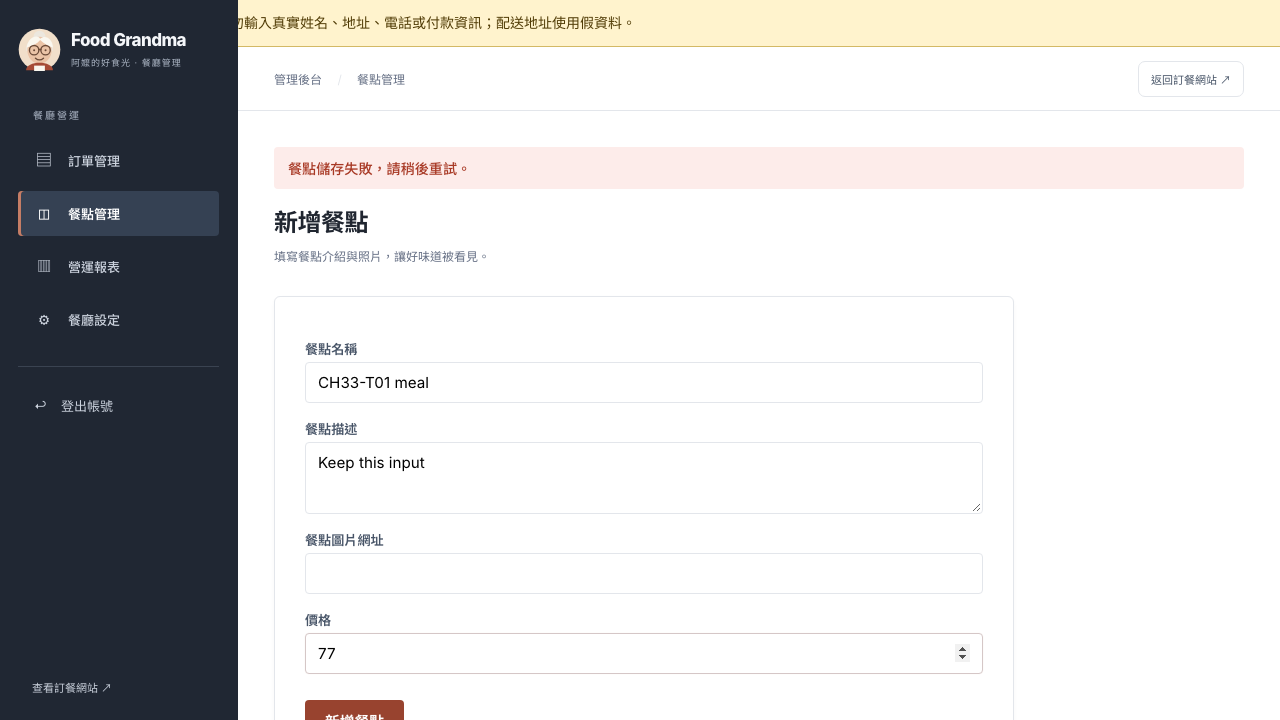 輸入真實姓名、地址、電話或付款資訊；配送地址使用假資料。
Food Grandma
阿嬤的好食光 · 餐廳管理
餐廳營運
訂單管理
餐點管理
營運報表
餐廳設定
登出帳號
查看訂餐網站 ↗
管理後台 / 餐點管理
返回訂餐網站 ↗
餐點儲存失敗，請稍後重試。
新增餐點
填寫餐點介紹與照片，讓好味道被看見。
餐點名稱
CH33-T01 meal
餐點描述
Keep this input
餐點圖片網址
價格
77
新增餐點